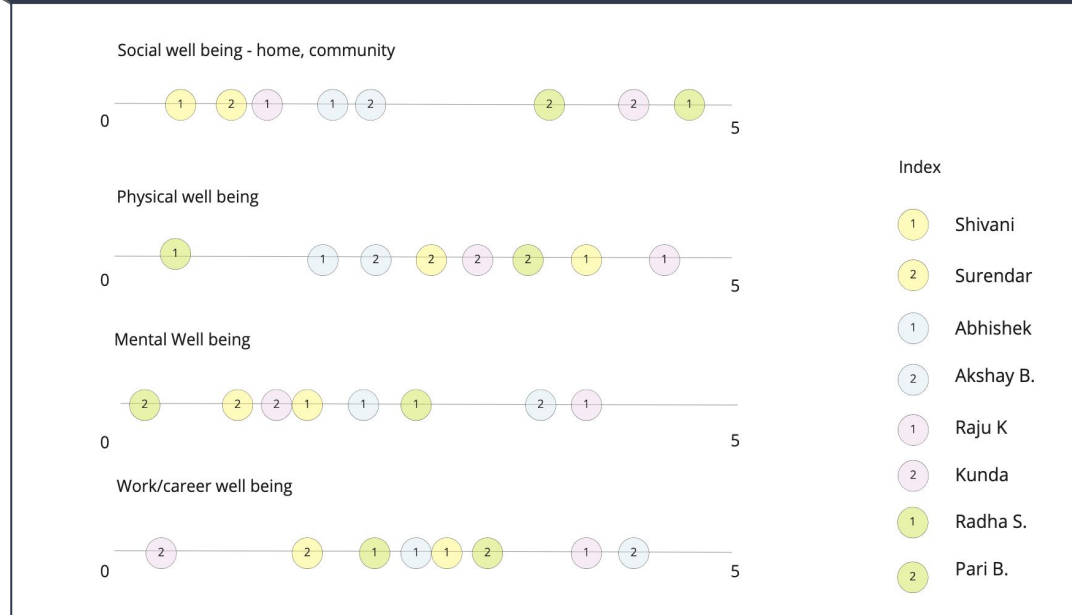 Social well being - home, community
1 2 1 1 2 2 2 1
0 5
Physical well being
1 1 2 2 2 2 1 1
0 5
Mental Well being
2 2 2 1 1 1 2 1
0 5
Work/career well being
2 2 1 1 1 2 1 2
0 5
Index
1 Shivani
2 Surendar
1 Abhishek
2 Akshay B.
1 Raju K
2 Kunda
1 Radha S.
2 Pari B.